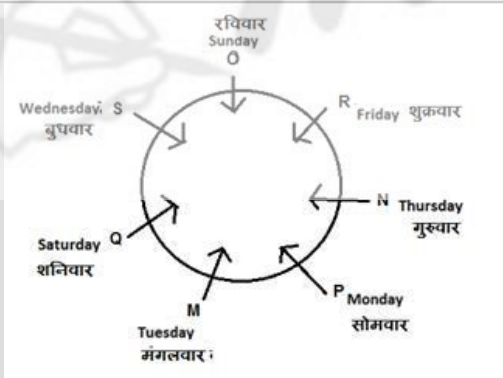 रविवार
Sunday
O
Wednesday: S
बुधवार
R Friday शुक्रवार
N Thursday
गुरुवार
Saturday Q
शनिवार
P Monday
सोमवार
M
Tuesday
मंगलवार